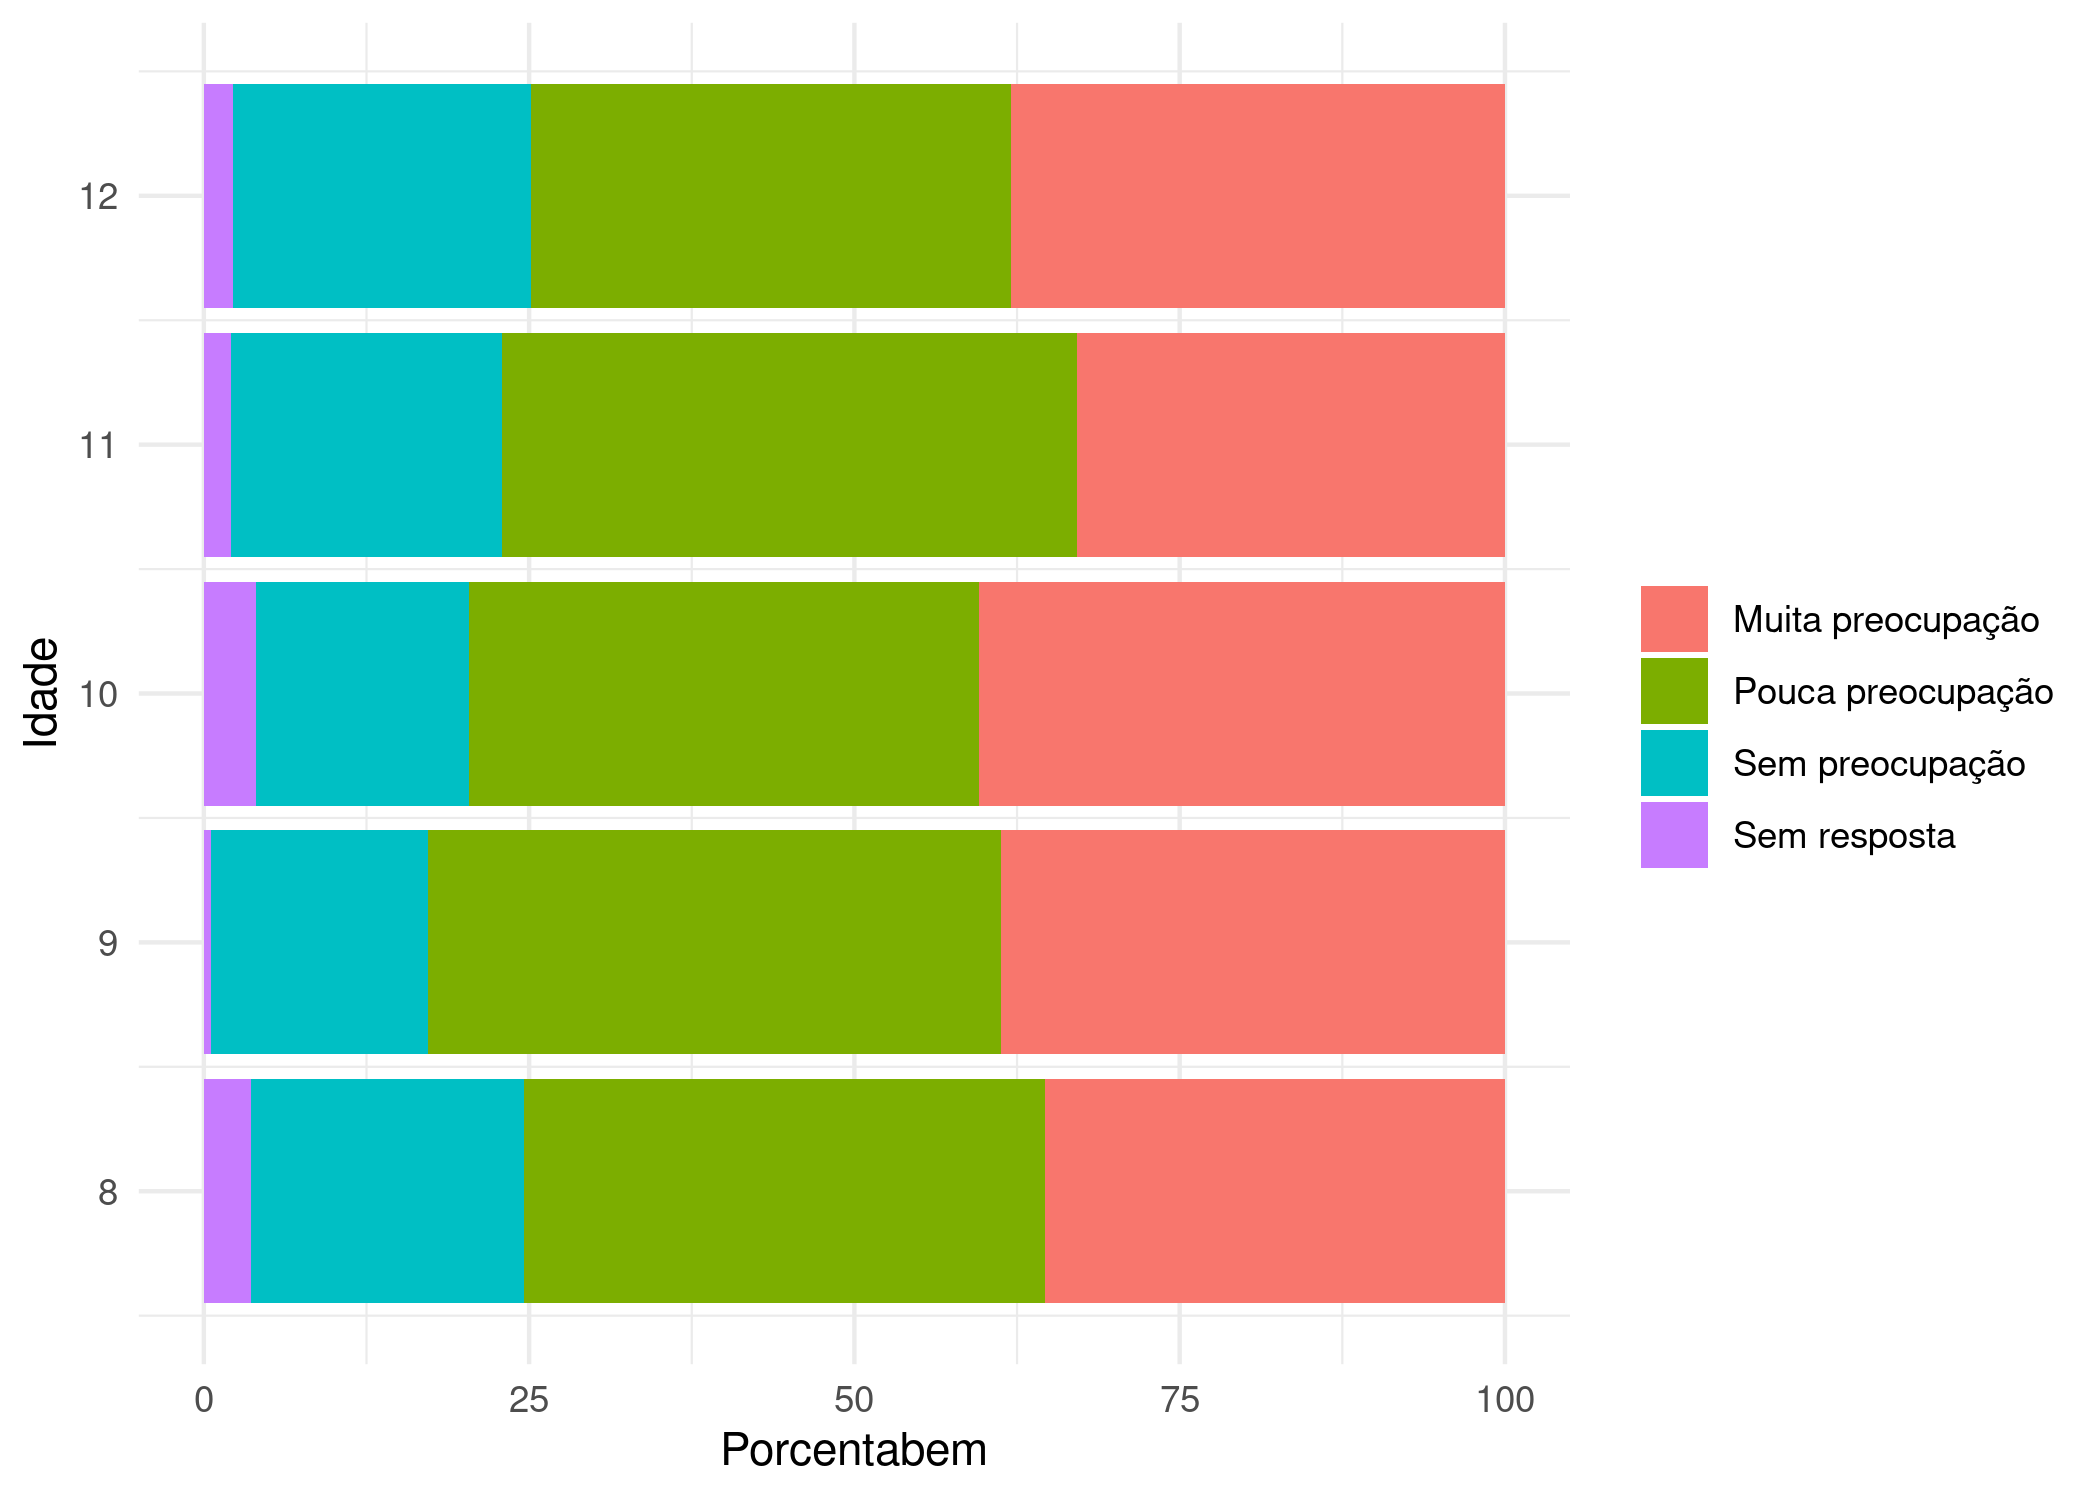 12
11
10
9
8
Idade
0 25 50 75 100
Porcentabem
Muita preocupação
Pouca preocupação
Sem preocupação
Sem resposta